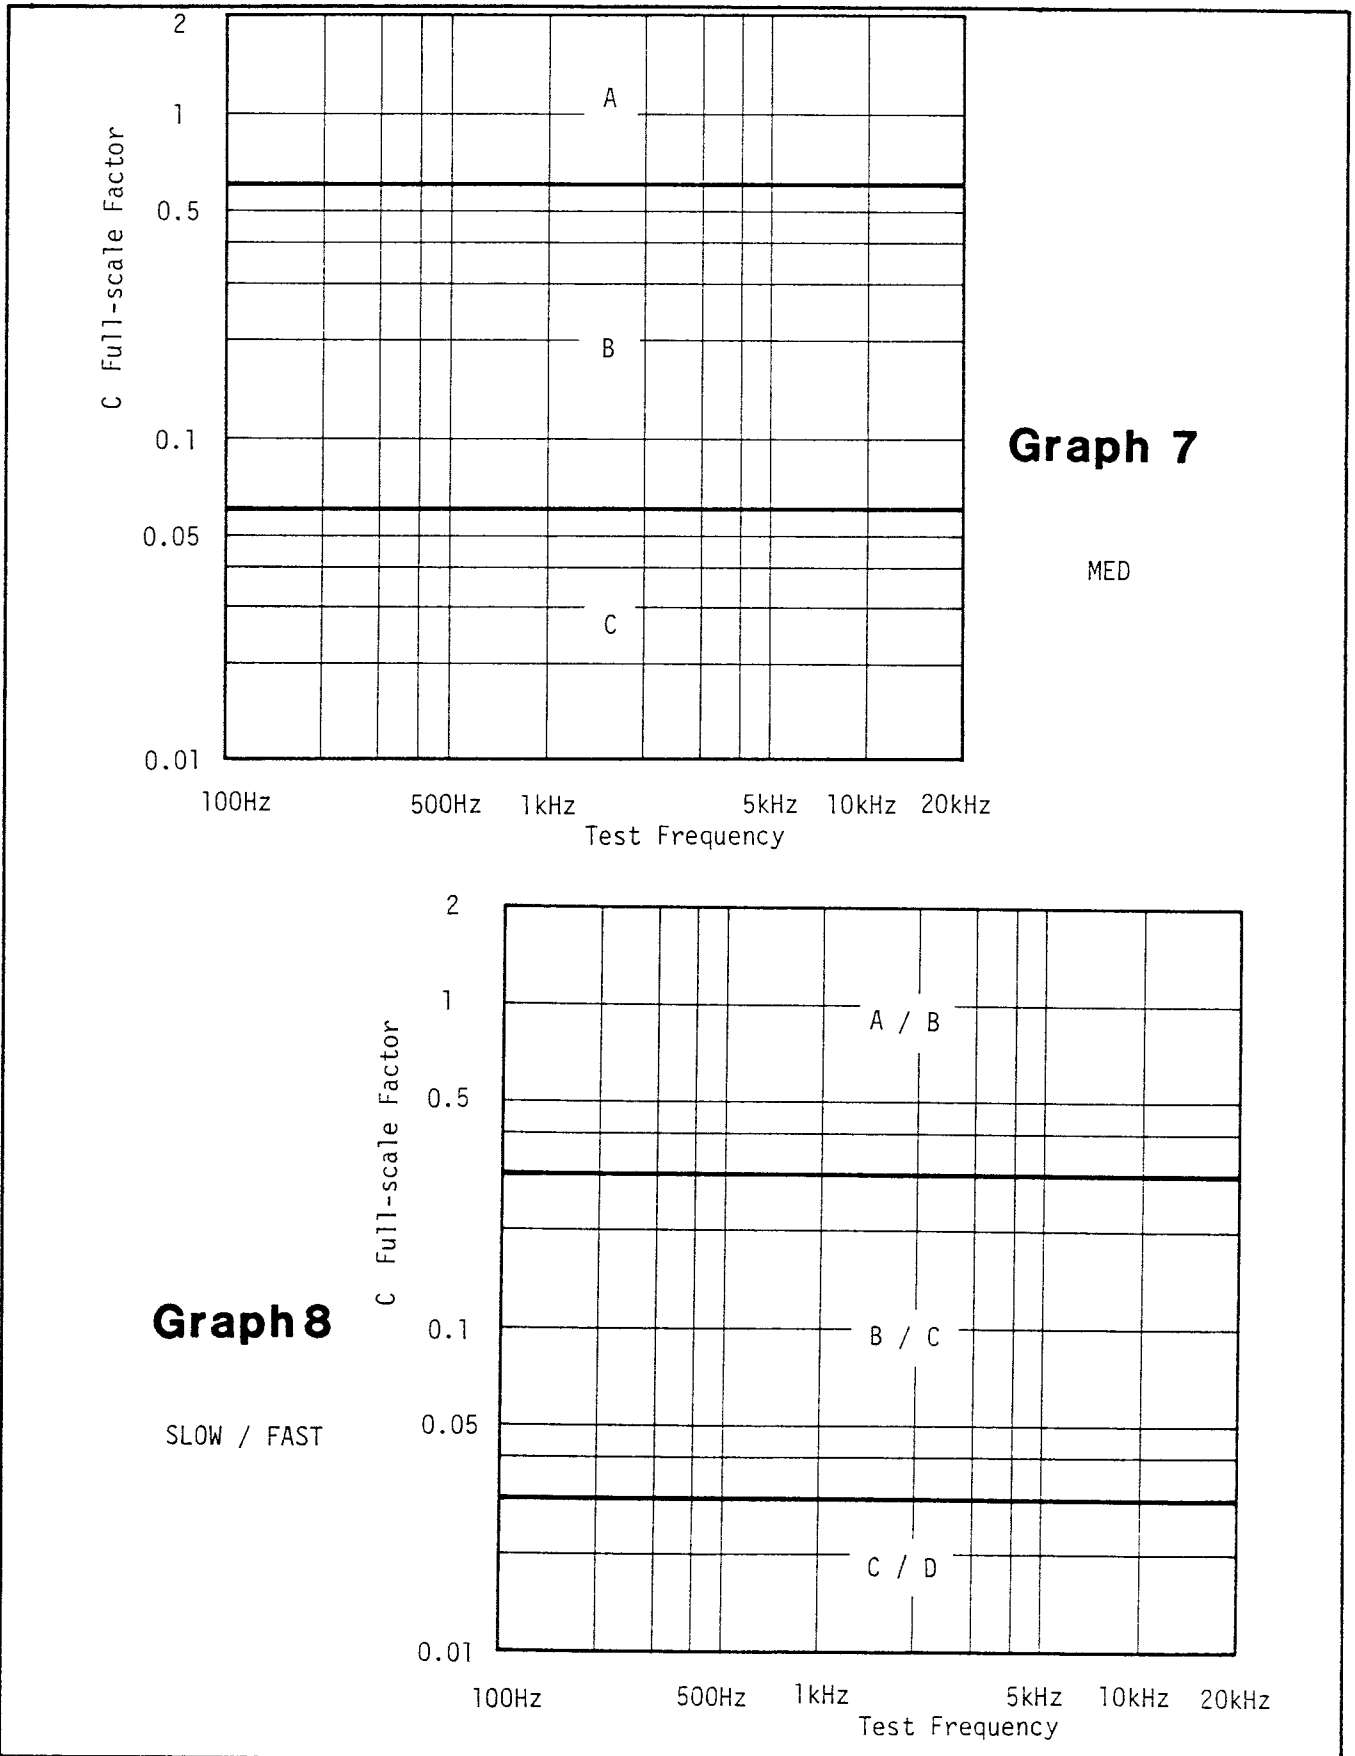 2
A
1
C Full-scale Factor
0.5
B
0.1
Graph 7
0.05
MED
C
0.01
100Hz 500Hz 1kHz 5kHz 10kHz 20kHz
Test Frequency
2
1
A / B
C Full-scale Factor
0.5
Graph 8
0.1
B / C
0.05
SLOW / FAST
C / D
0.01
100Hz 500Hz 1kHz 5kHz 10kHz 20kHz
Test Frequency